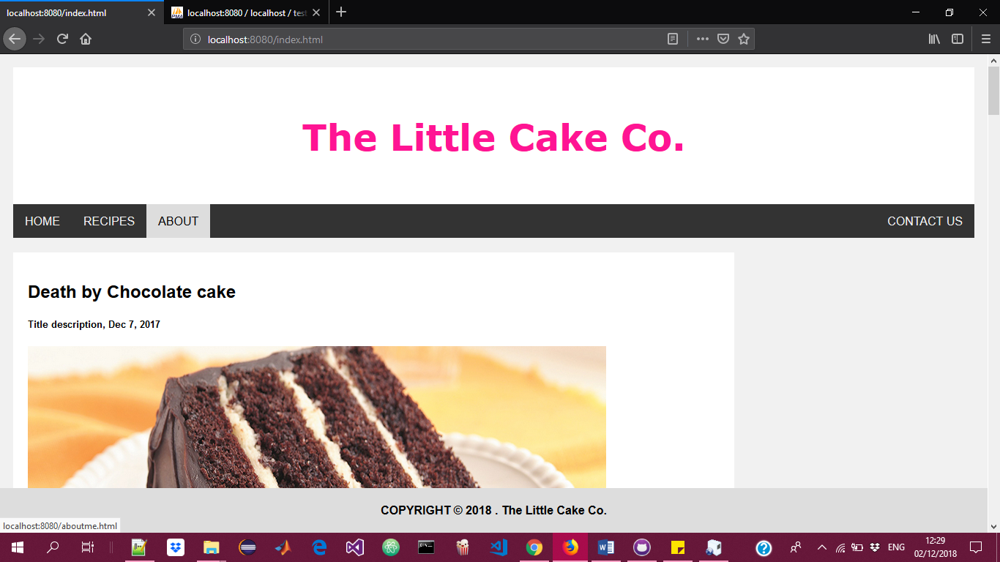 localhost:8080/index.html
PMA
localhost:8080 / localhost / test
localhost:8080/index.html
The Little Cake Co.
HOME
RECIPES
ABOUT
CONTACT US
Death by Chocolate cake
Title description, Dec 7, 2017
COPYRIGHT © 2018 . The Little Cake Co.
localhost:8080/aboutme.html
ENG
12:29
02/12/2018